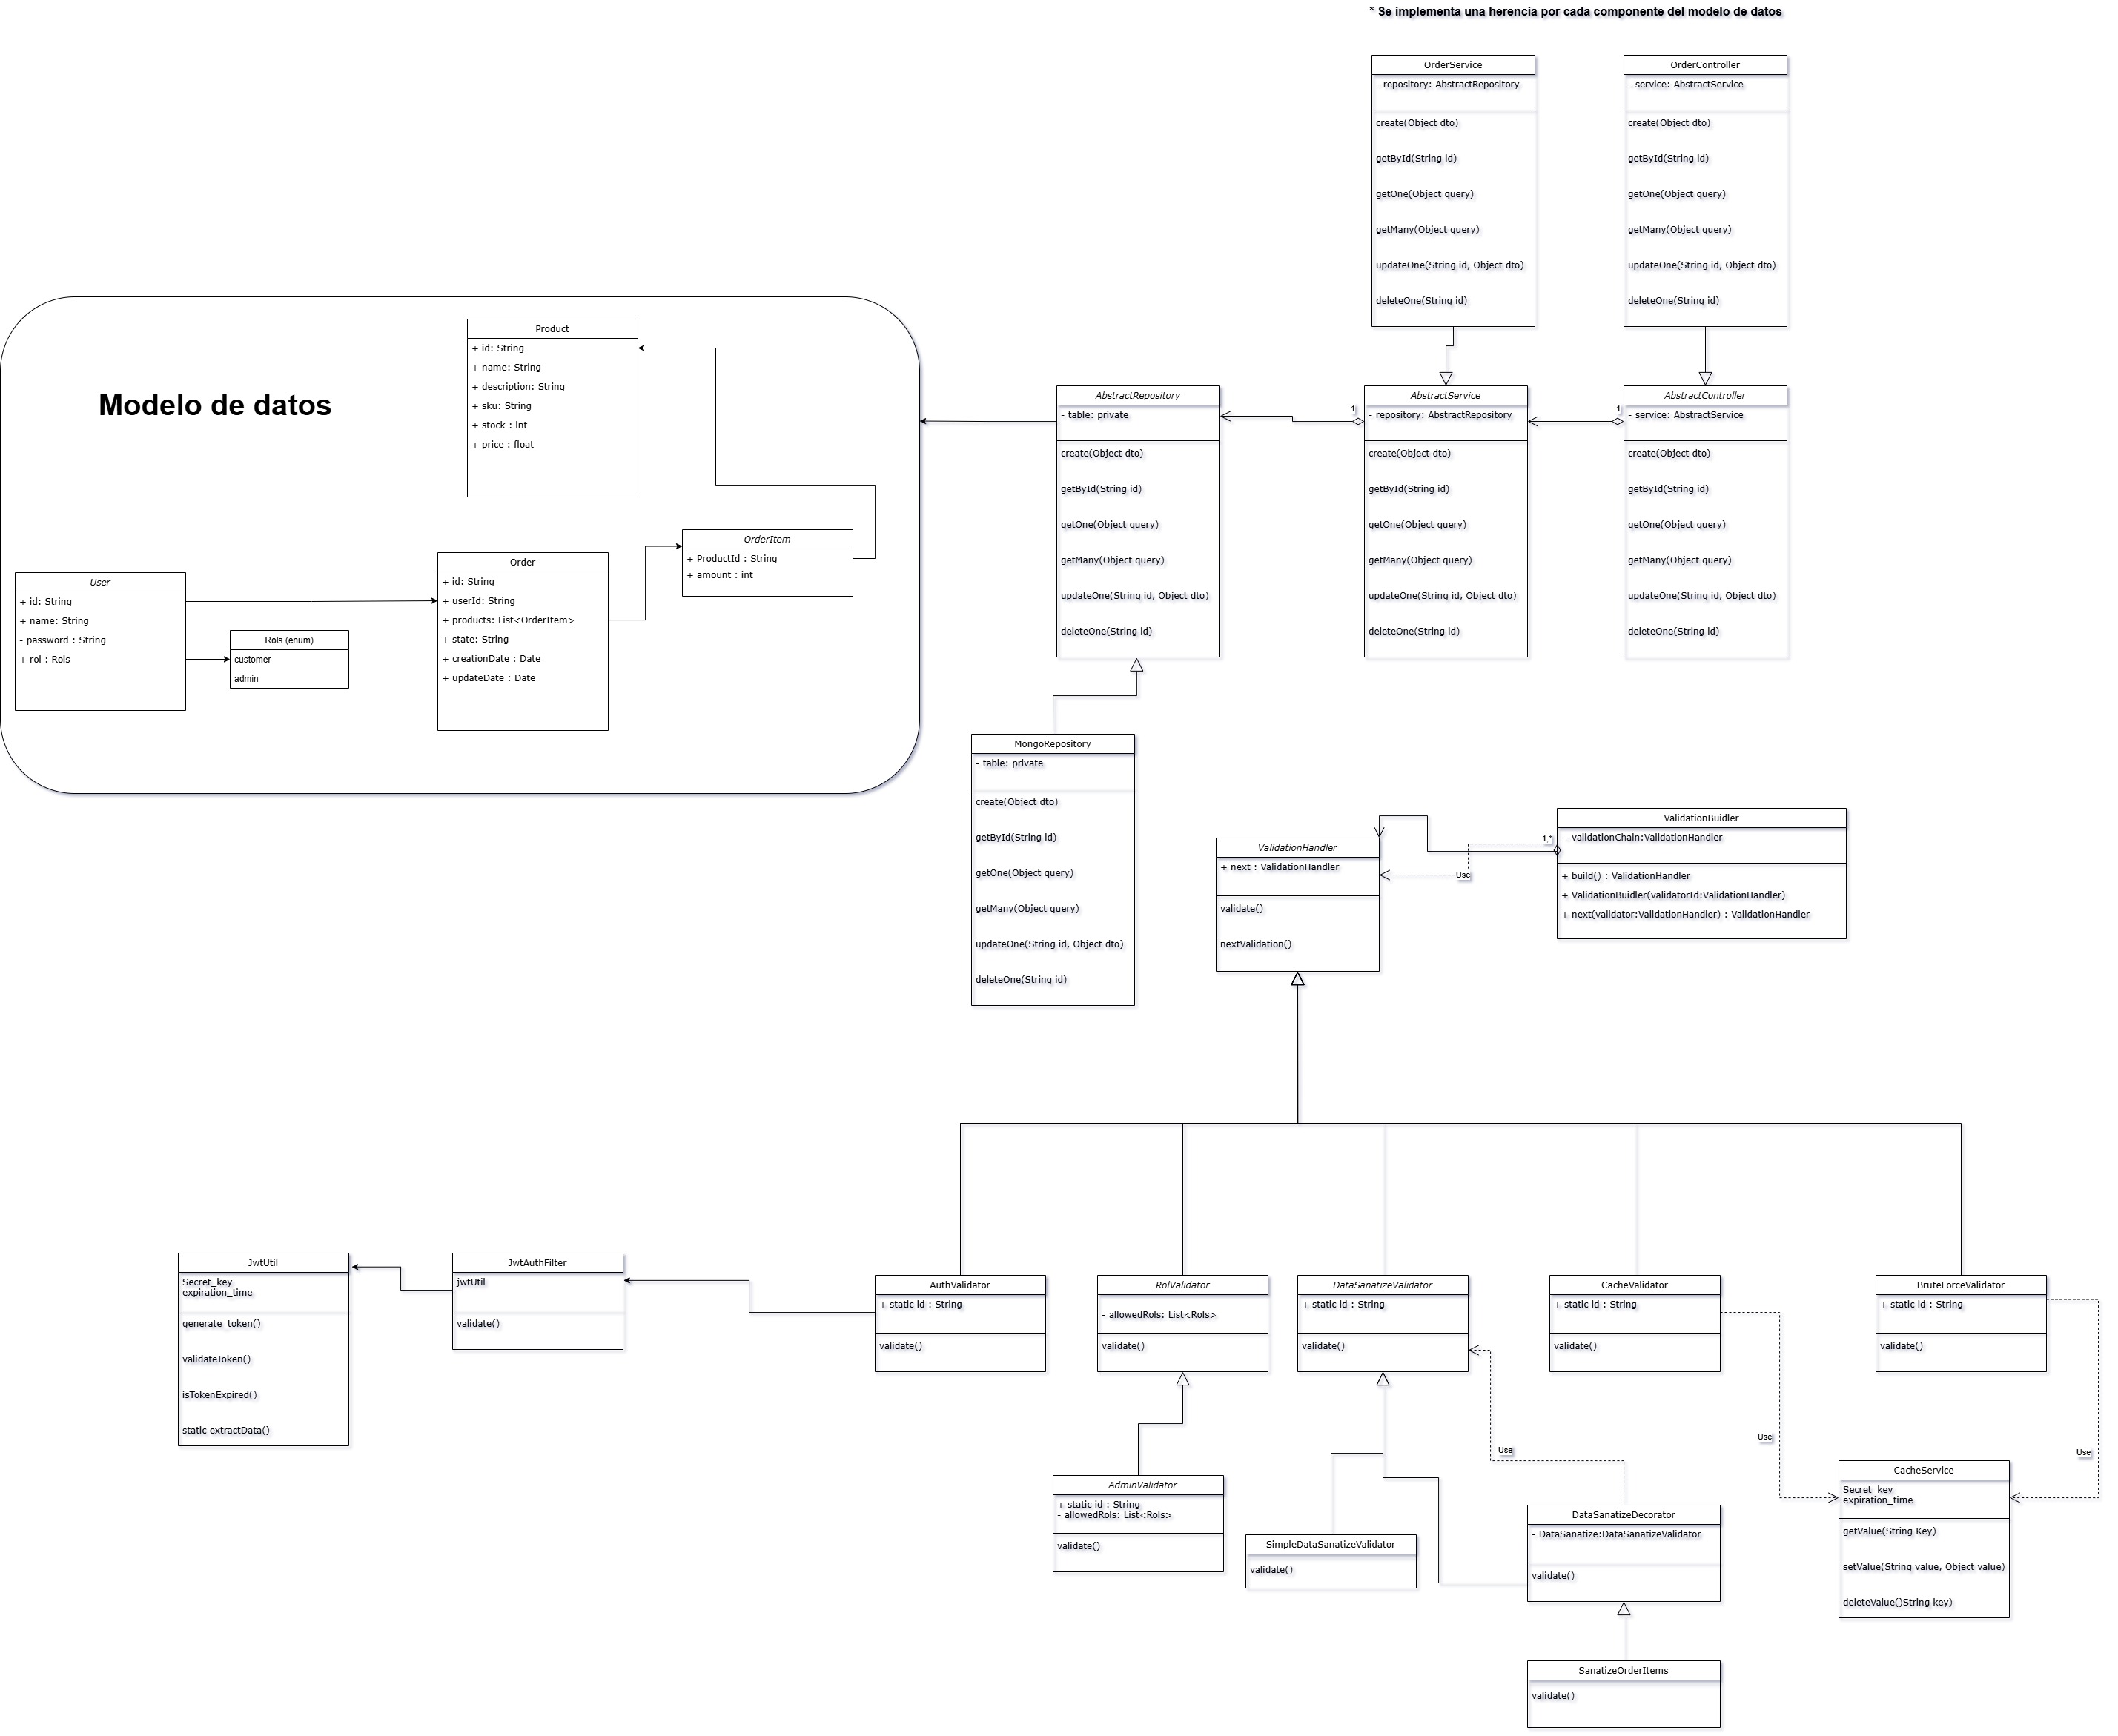 * Se implementa una herencia por cada componente del modelo de datos
OrderService
- repository: AbstractRepository
create(Object dto)
getById(String id)
getOne(Object query)
getMany(Object query)
updateOne(String id, Object dto)
deleteOne(String id)
OrderController
- service: AbstractService
create(Object dto)
getById(String id)
getOne(Object query)
getMany(Object query)
updateOne(String id, Object dto)
deleteOne(String id)
Modelo de datos
Product
+ id: String
+ name: String
+ description: String
+ sku: String
+ stock : int
+ price : float
OrderItem
+ ProductId : String
+ amount : int
Order
+ id: String
+ userId: String
+ products: List<OrderItem>
+ state: String
+ creationDate : Date
+ updateDate : Date
User
+ id: String
+ name: String
- password : String
+ rol : Rols
Rols (enum)
customer
admin
AbstractRepository
- table: private
create(Object dto)
getById(String id)
getOne(Object query)
getMany(Object query)
updateOne(String id, Object dto)
deleteOne(String id)
1
AbstractService
- repository: AbstractRepository
create(Object dto)
getById(String id)
getOne(Object query)
getMany(Object query)
updateOne(String id, Object dto)
deleteOne(String id)
1
AbstractController
- service: AbstractService
create(Object dto)
getById(String id)
getOne(Object query)
getMany(Object query)
updateOne(String id, Object dto)
deleteOne(String id)
MongoRepository
- table: private
create(Object dto)
getById(String id)
getOne(Object query)
getMany(Object query)
updateOne(String id, Object dto)
deleteOne(String id)
ValidationHandler
+ next : ValidationHandler
validate()
nextValidation()
Use
1,*
ValidationBuidler
- validationChain:ValidationHandler
+ build() : ValidationHandler
+ ValidationBuidler(validatorId:ValidationHandler)
+ next(validator:ValidationHandler) : ValidationHandler
JwtUtil
Secret_key
expiration_time
generate_token()
validateToken()
isTokenExpired()
static extractData()
JwtAuthFilter
jwtUtil
validate()
AuthValidator
+ static id : String
validate()
RolValidator
- allowedRols: List<Rols>
validate()
DataSanatizeValidator
+ static id : String
validate()
CacheValidator
+ static id : String
validate()
BruteForceValidator
+ static id : String
validate()
Use
Use
Use
AdminValidator
+ static id : String
- allowedRols: List<Rols>
validate()
SimpleDataSanatizeValidator
validate()
DataSanatizeDecorator
- DataSanatize:DataSanatizeValidator
validate()
CacheService
Secret_key
expiration_time
getValue(String Key)
setValue(String value, Object value)
deleteValue()String key)
SanatizeOrderItems
validate()